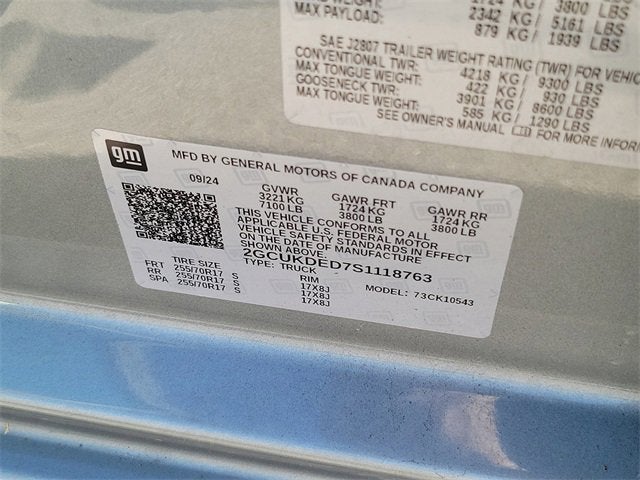 1724 KG / 3800 LBS
MAX PAYLOAD: 2342 KG / 5161 LBS
879 KG / 1939 LBS
SAE J2807 TRAILER WEIGHT RATING (TWR) FOR VEHIC
CONVENTIONAL TWR: 4218 KG / 9300 LBS
MAX TONGUE WEIGHT: 422 KG / 930 LBS
GOOSENECK TWR: 3901 KG / 8600 LBS
MAX TONGUE WEIGHT: 585 KG / 1290 LBS
SEE OWNER'S MANUAL FOR MORE INFOR
gm
MFD BY GENERAL MOTORS OF CANADA COMPANY
09/24 GVWR GAWR FRT GAWR RR
3221 KG 1724 KG 1724 KG
7100 LB 3800 LB 3800 LB
THIS VEHICLE CONFORMS TO ALL
APPLICABLE U.S. FEDERAL MOTOR
VEHICLE SAFETY STANDARDS IN EFFECT
ON THE DATE OF MANUFACTURE
SHOWN ABOVE.
2GCUKDED7S1118763
TYPE: TRUCK MODEL: 73CK10543
TIRE SIZE RIM
FRT 255/70R17 S 17X8J
RR 255/70R17 S 17X8J
SPA 255/70R17 S 17X8J